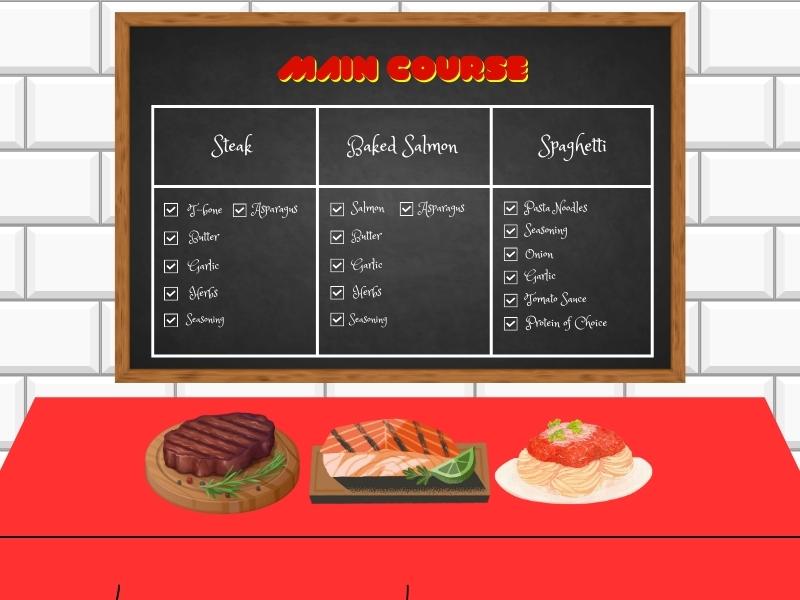 MAIN COURSE
Steak
Baked Salmon
Spaghetti
T-bone Asparagus
Butter
Garlic
Herbs
Seasoning
Salmon Asparagus
Butter
Garlic
Herbs
Seasoning
Pasta Noodles
Seasoning
Onion
Garlic
Tomato Sauce
Protein of Choice